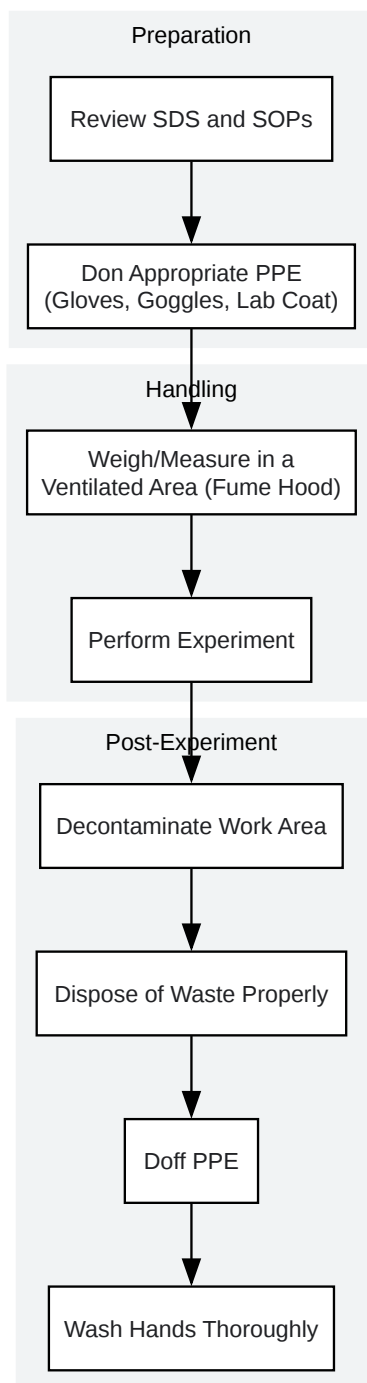 Preparation
Review SDS and SOPs
Don Appropriate PPE
(Gloves, Goggles, Lab Coat)
Handling
Weigh/Measure in a
Ventilated Area (Fume Hood)
Perform Experiment
Post-Experiment
Decontaminate Work Area
Dispose of Waste Properly
Doff PPE
Wash Hands Thoroughly